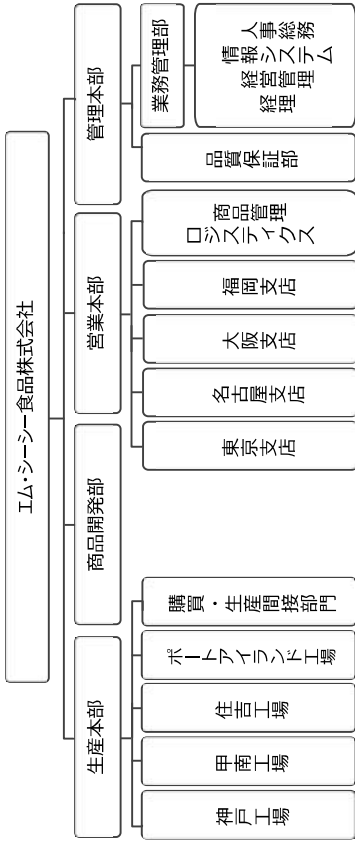 エム・シーシー食品株式会社
生産本部
商品開発部
営業本部
管理本部
神戸工場
甲南工場
住吉工場
ポートアイランド工場
購買・生産間接部門
東京支店
名古屋支店
大阪支店
福岡支店
商品管理
ロジスティクス
品質保証部
業務管理部
人事総務
情報システム
経営管理
経理